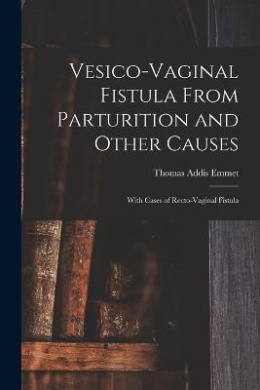 Vesico-Vaginal
Fistula From
Parturition and
Other Causes
Thomas Addis Emmet
With Cases of Recto-Vaginal Fistula